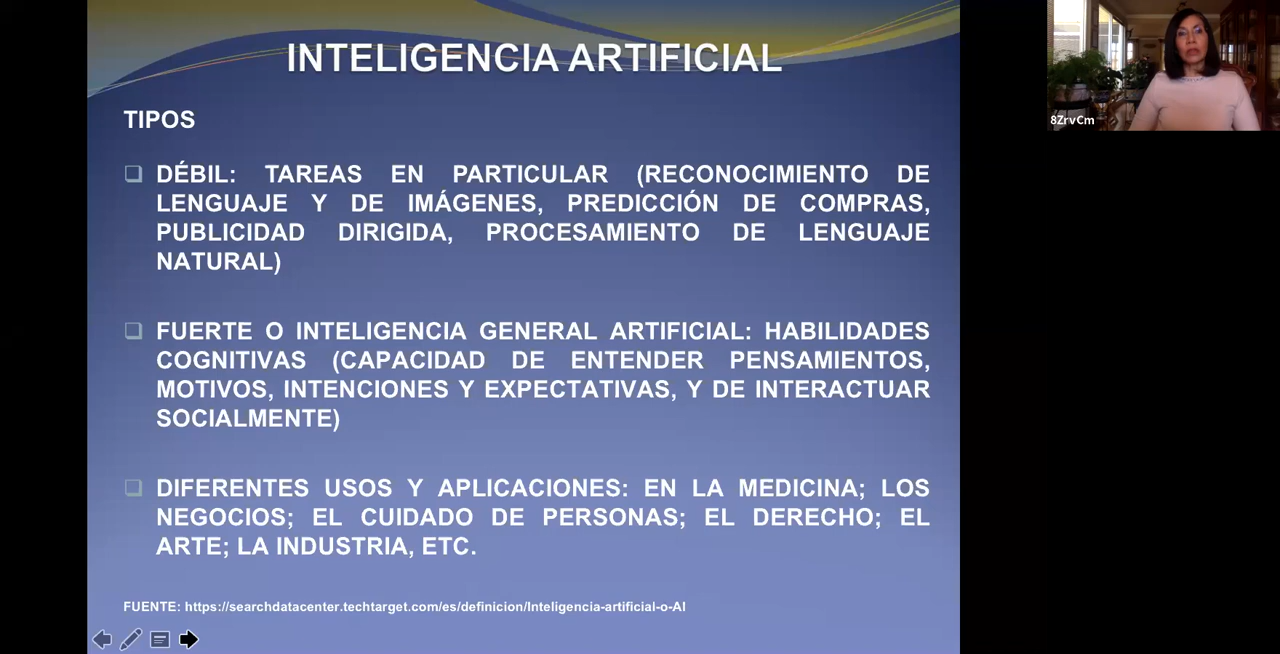 INTELIGENCIA ARTIFICIAL
TIPOS
DÉBIL: TAREAS EN PARTICULAR (RECONOCIMIENTO DE
LENGUAJE Y DE IMÁGENES, PREDICCIÓN DE COMPRAS,
PUBLICIDAD DIRIGIDA, PROCESAMIENTO DE LENGUAJE
NATURAL)
FUERTE O INTELIGENCIA GENERAL ARTIFICIAL: HABILIDADES
COGNITIVAS (CAPACIDAD DE ENTENDER PENSAMIENTOS,
MOTIVOS, INTENCIONES Y EXPECTATIVAS, Y DE INTERACTUAR
SOCIALMENTE)
DIFERENTES USOS Y APLICACIONES: EN LA MEDICINA; LOS
NEGOCIOS; EL CUIDADO DE PERSONAS; EL DERECHO; EL
ARTE; LA INDUSTRIA, ETC.
FUENTE: https://searchdatacenter.techtarget.com/es/definicion/Inteligencia-artificial-o-AI
8ZrvCm